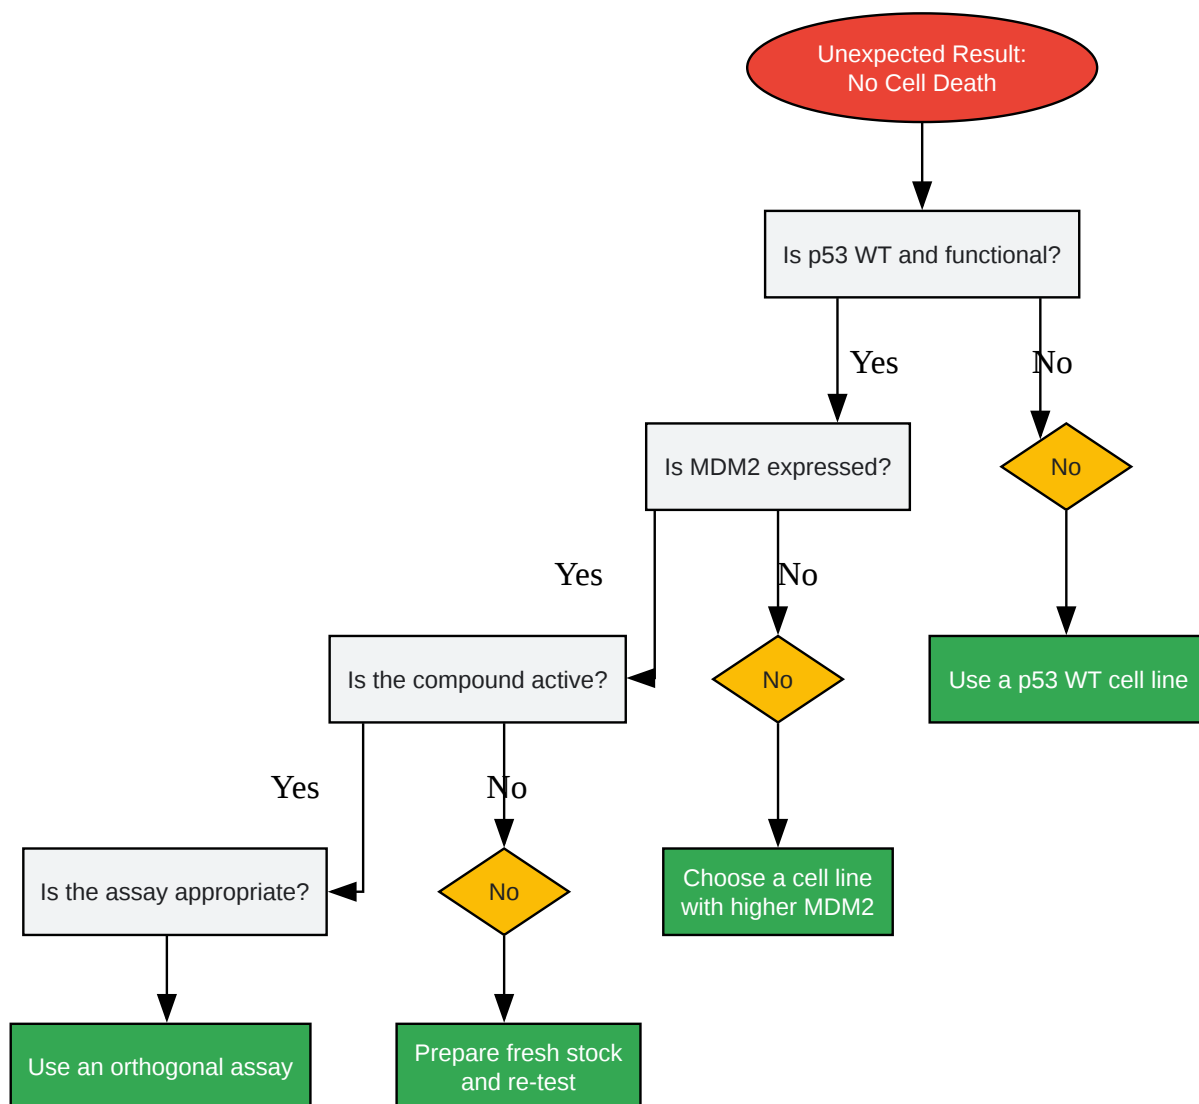 Unexpected Result:
No Cell Death
Is p53 WT and functional?
Yes
No
Is MDM2 expressed?
No
Yes
No
Is the compound active?
No
Use a p53 WT cell line
Yes
No
Is the assay appropriate?
No
Choose a cell line
with higher MDM2
Use an orthogonal assay
Prepare fresh stock
and re-test